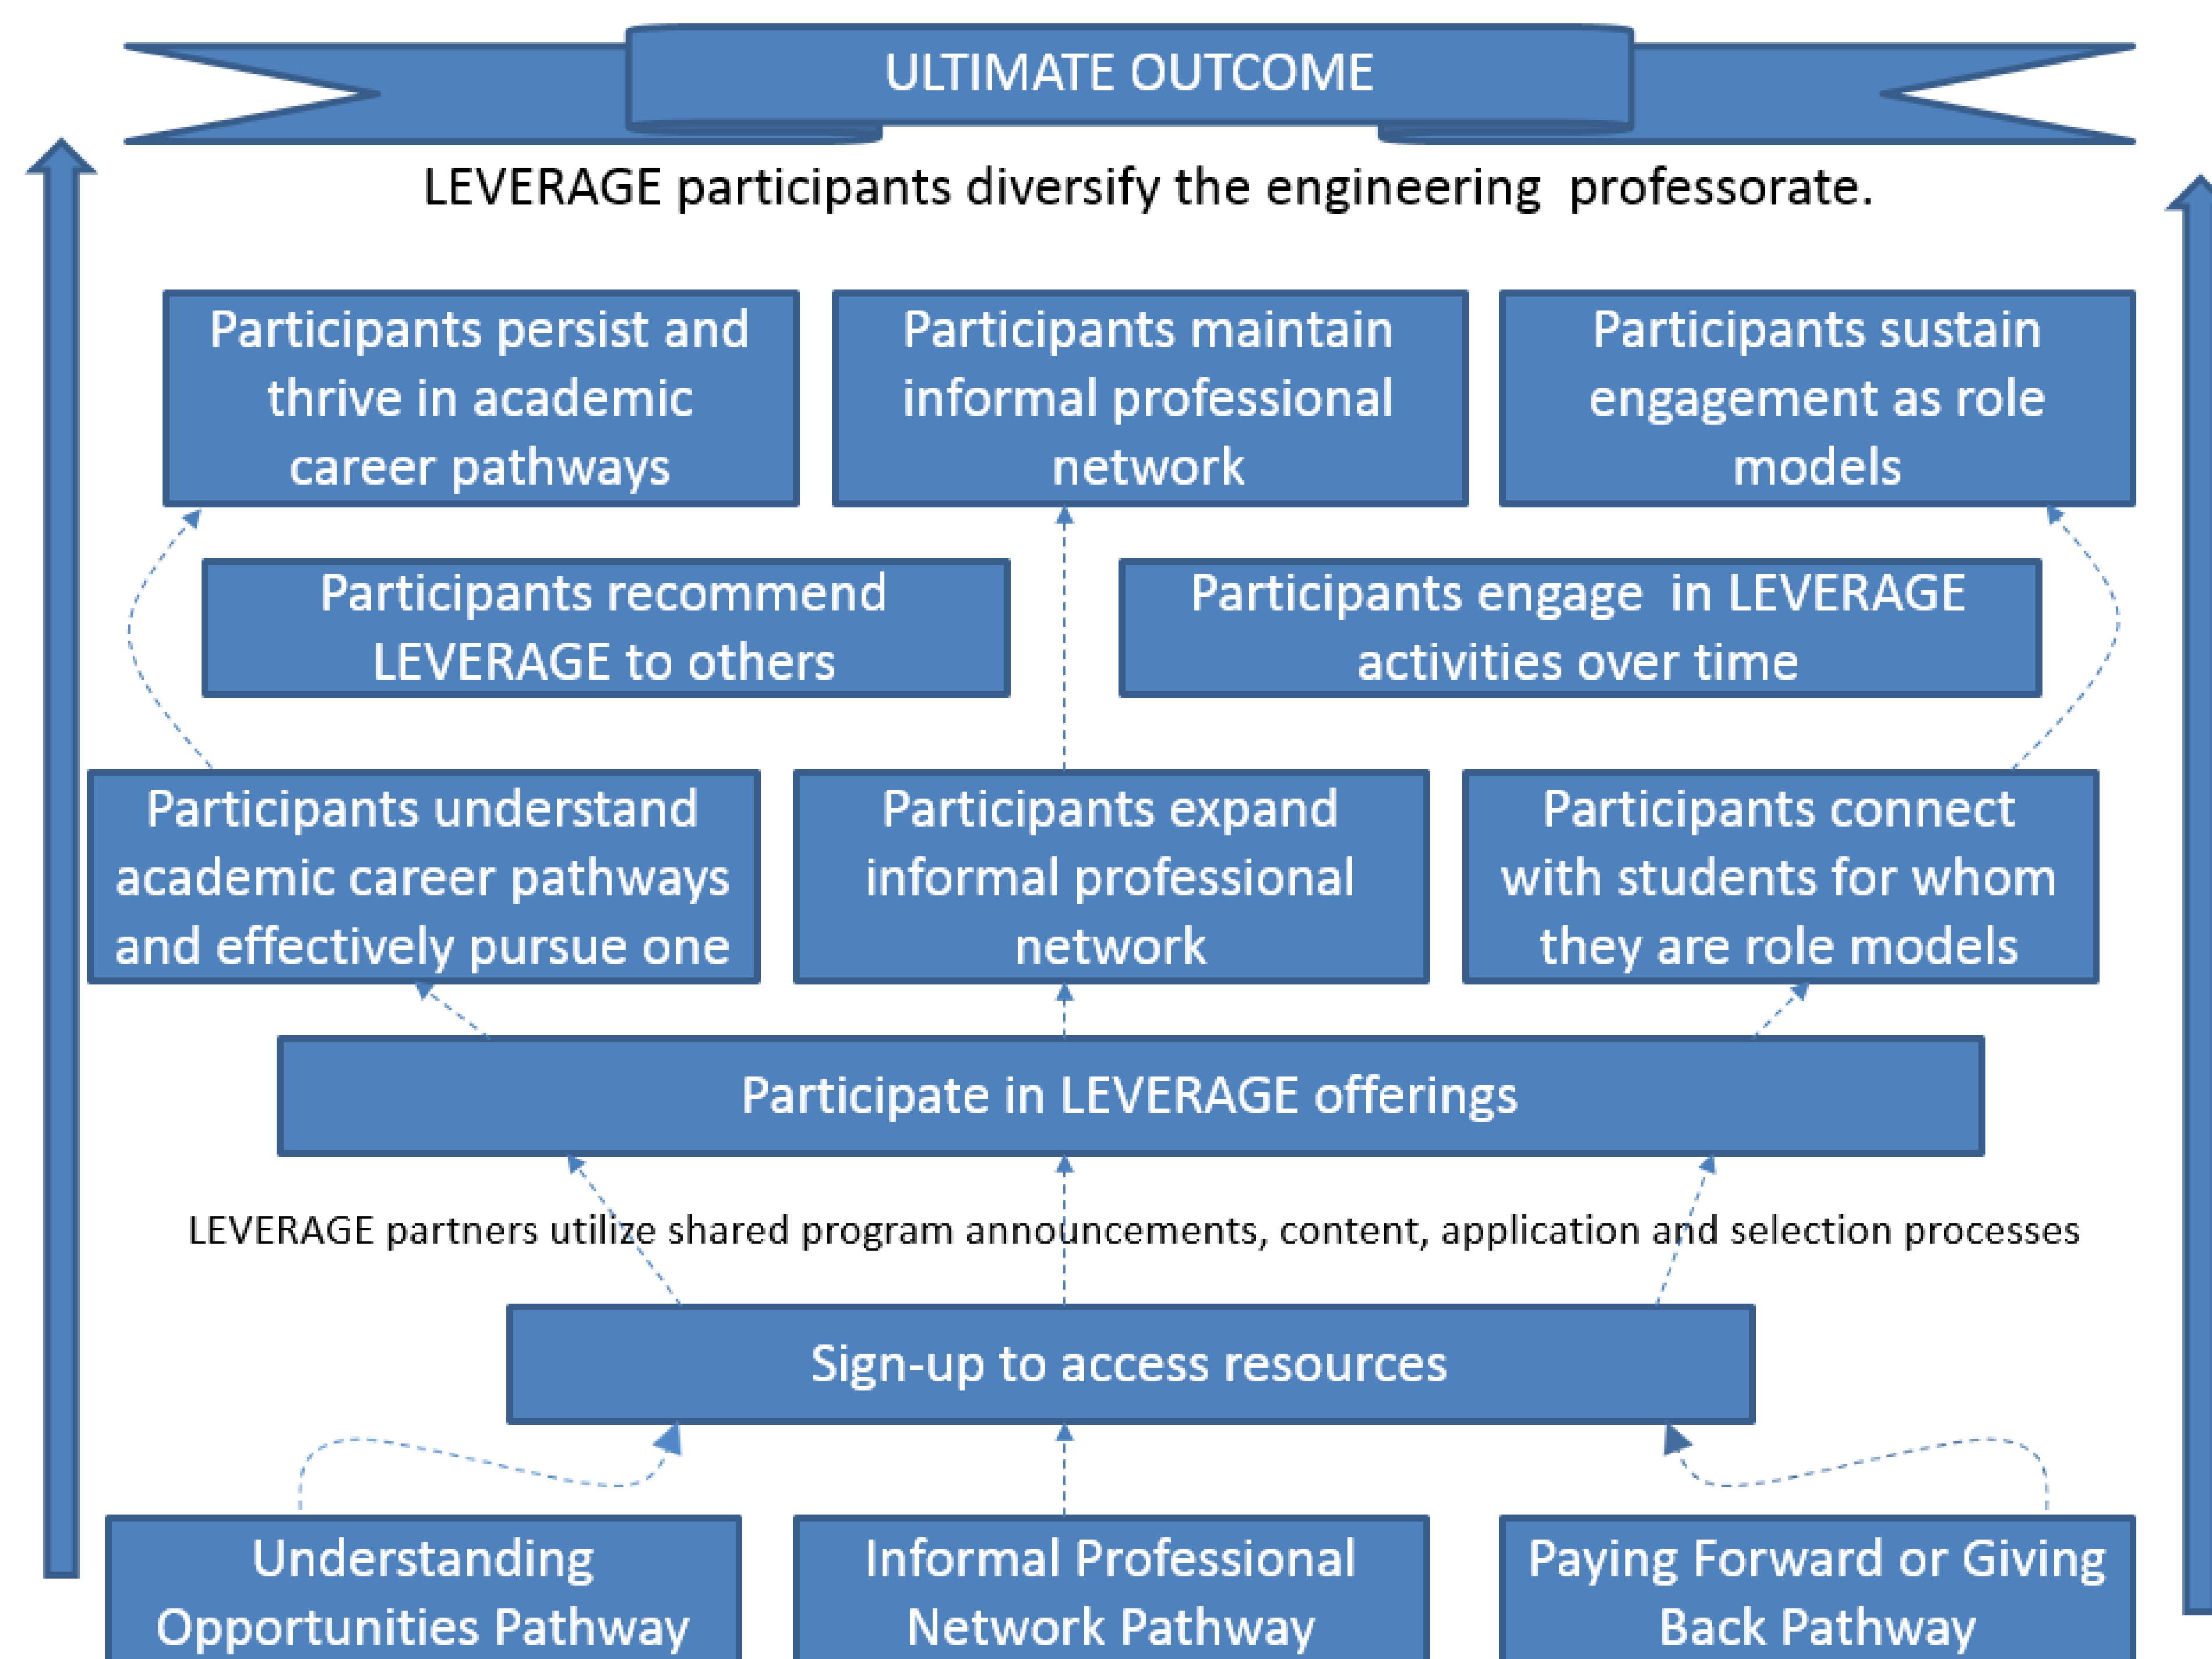 ULTIMATE OUTCOME
LEVERAGE participants diversify the engineering professorate.
Participants persist and
thrive in academic
career pathways
Participants maintain
informal professional
network
Participants sustain
engagement as role
models
Participants recommend
LEVERAGE to others
Participants engage in LEVERAGE
activities over time
Participants understand
academic career pathways
and effectively pursue one
Participants expand
informal professional
network
Participants connect
with students for whom
they are role models
Participate in LEVERAGE offerings
LEVERAGE partners utilize shared program announcements, content, application and selection processes
Sign-up to access resources
Understanding
Opportunities Pathway
Informal Professional
Network Pathway
Paying Forward or Giving
Back Pathway